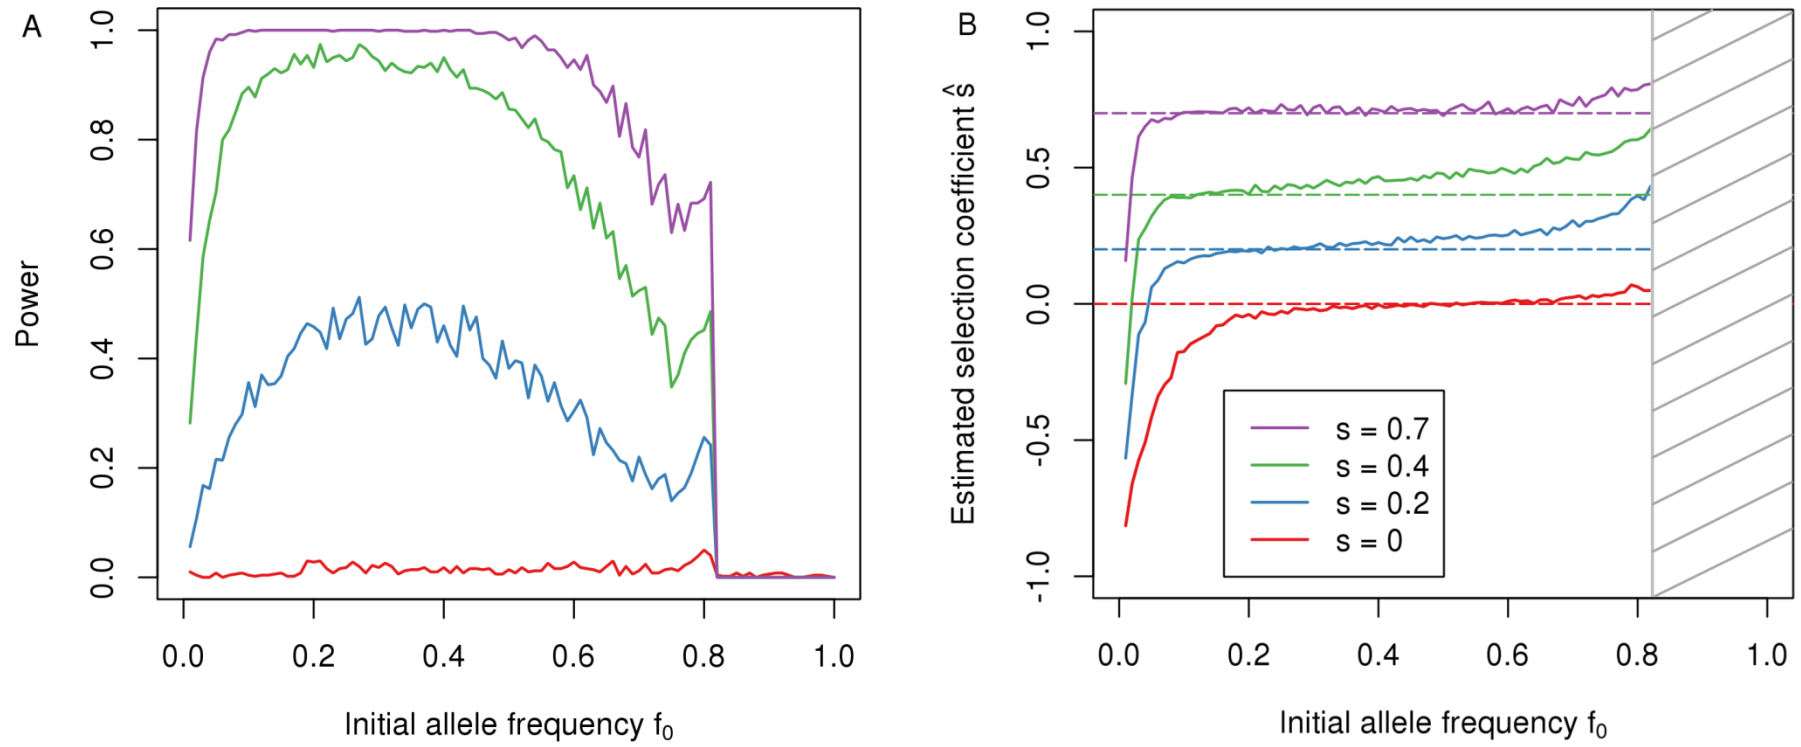 A
Power
1.0
0.8
0.6
0.4
0.2
0.0
0.0 0.2 0.4 0.6 0.8 1.0
Initial allele frequency f₀
B
Estimated selection coefficient ŝ
1.0
0.5
0.0
-0.5
-1.0
s = 0.7
s = 0.4
s = 0.2
s = 0
0.0 0.2 0.4 0.6 0.8 1.0
Initial allele frequency f₀